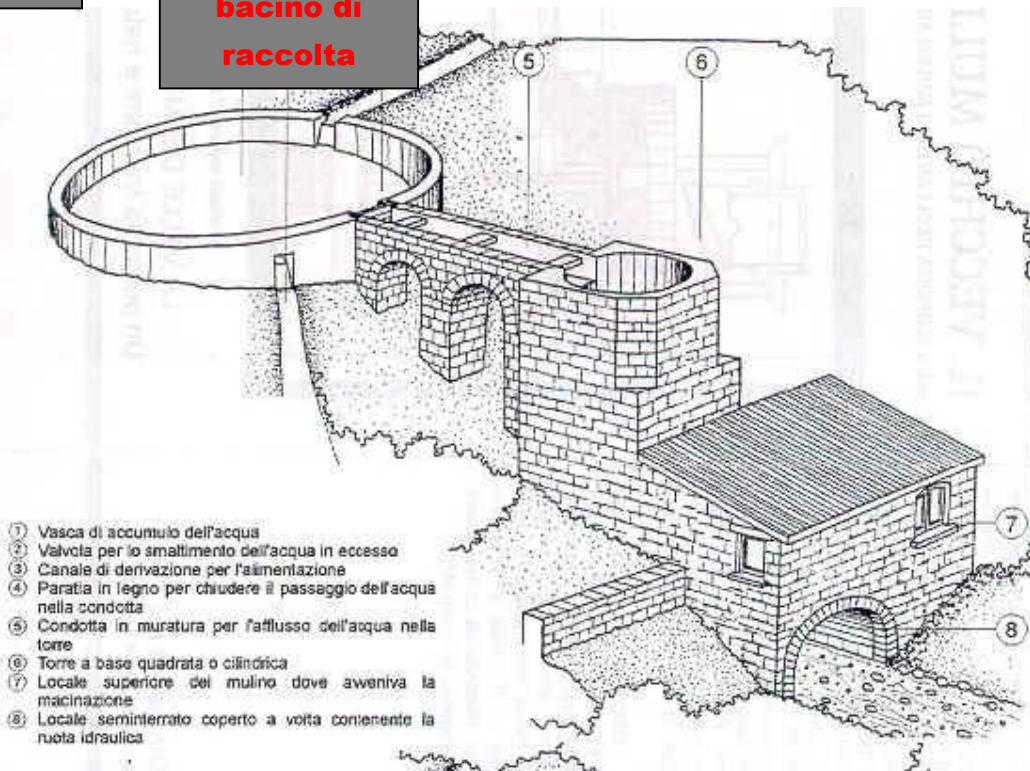 bacino di
raccolta
5
6
7
8
① Vasca di accumulo dell'acqua
② Valvola per lo smaltimento dell'acqua in eccesso
③ Canale di derivazione per l'alimentazione
④ Paratia in legno per chiudere il passaggio dell'acqua
nella condotta
⑤ Condotta in muratura per l'afflusso dell'acqua nella
torre
⑥ Torre a base quadrata o cilindrica
⑦ Locale superiore del mulino dove avveniva la
macinazione
⑧ Locale seminterrato coperto a volta contenente la
ruota idraulica
IL VECCHIO MULI